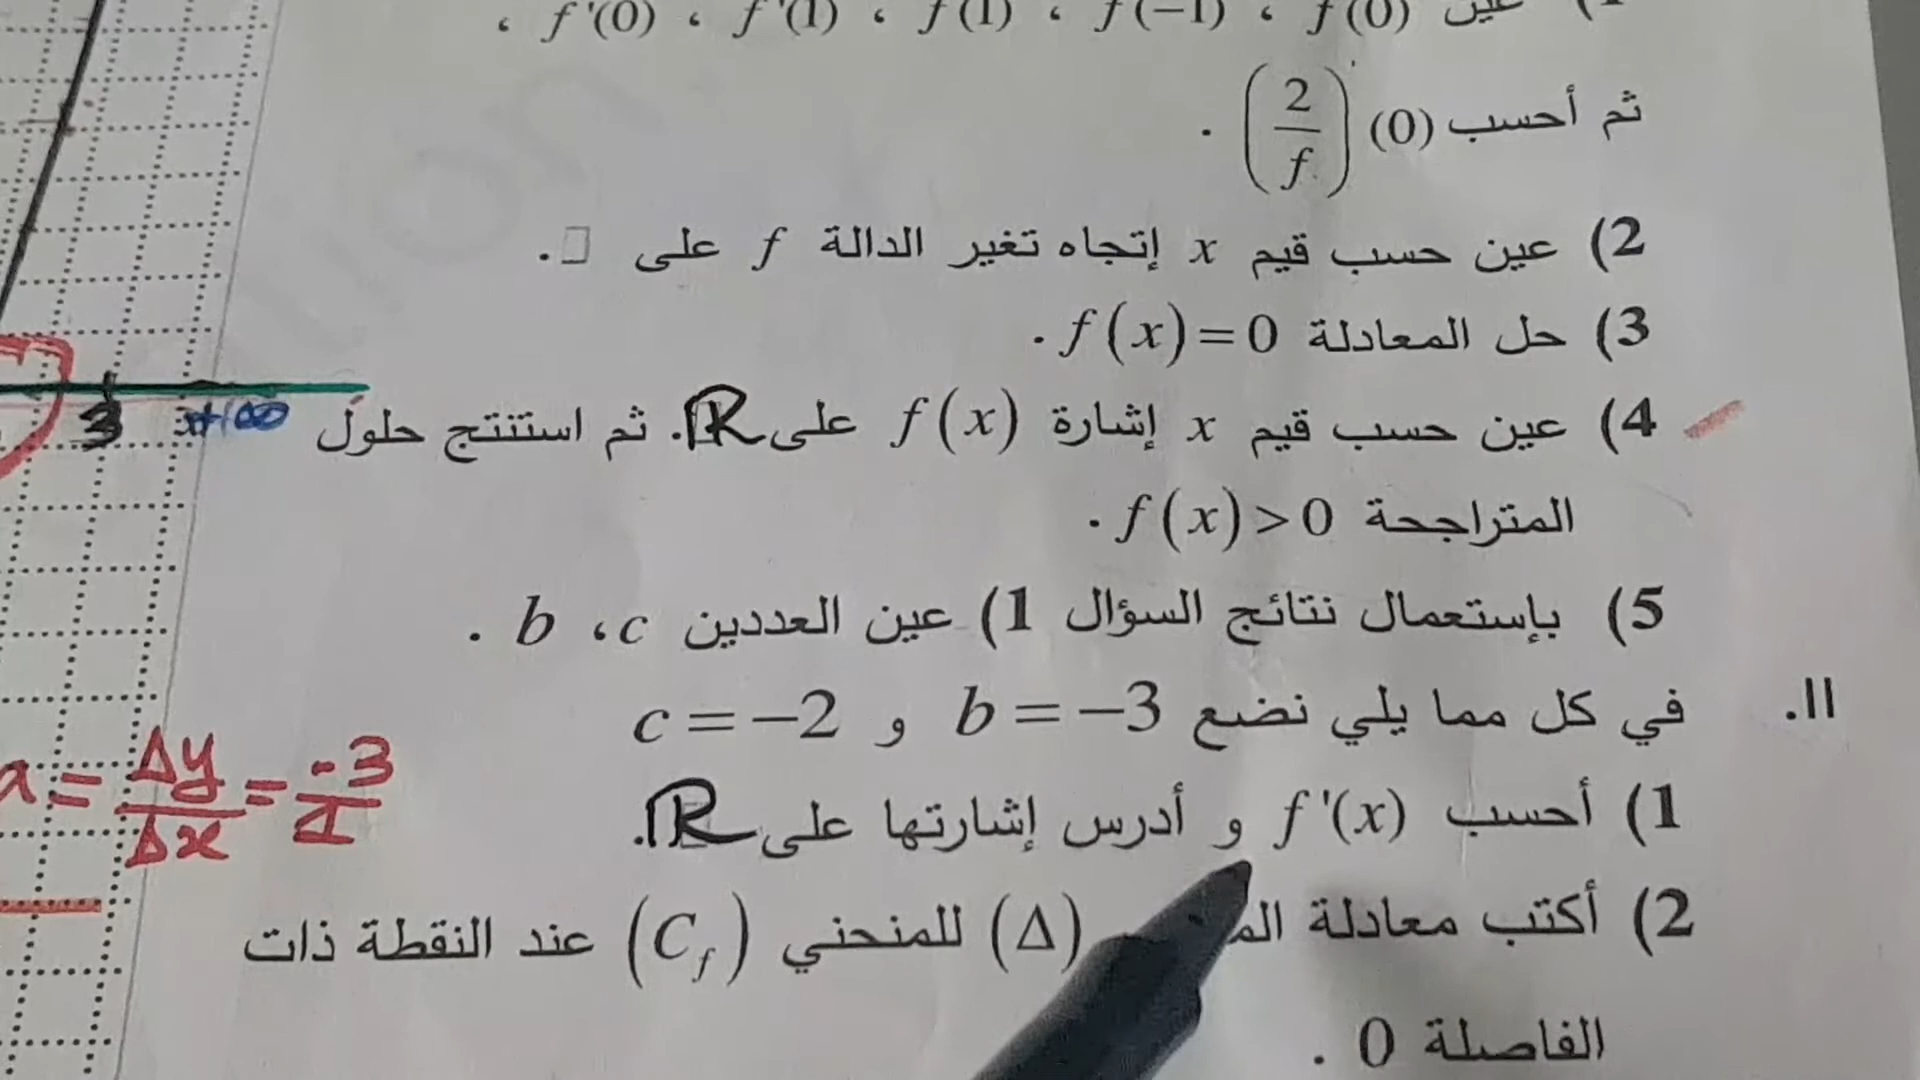 1) عين f(0) ، f(−1) ، f(1) ، f'(1) ، f'(0) ،
ثم أحسب (2/f)'(0) .
2) عين حسب قيم x إتجاه تغير الدالة f على □.
3) حل المعادلة f(x)=0 .
4) عين حسب قيم x إشارة f(x) على ℝ. ثم استنتج حلول
المتراجحة f(x)>0 .
5) بإستعمال نتائج السؤال 1) عين العددين b ،c .
II. في كل مما يلي نضع b=−3 و c=−2
1) أحسب f'(x) و أدرس إشارتها على ℝ.
2) أكتب معادلة (Δ) للمنحني (C_f) عند النقطة ذات
الفاصلة 0 .
3 +∞
a = Δy/Δx = -3/1